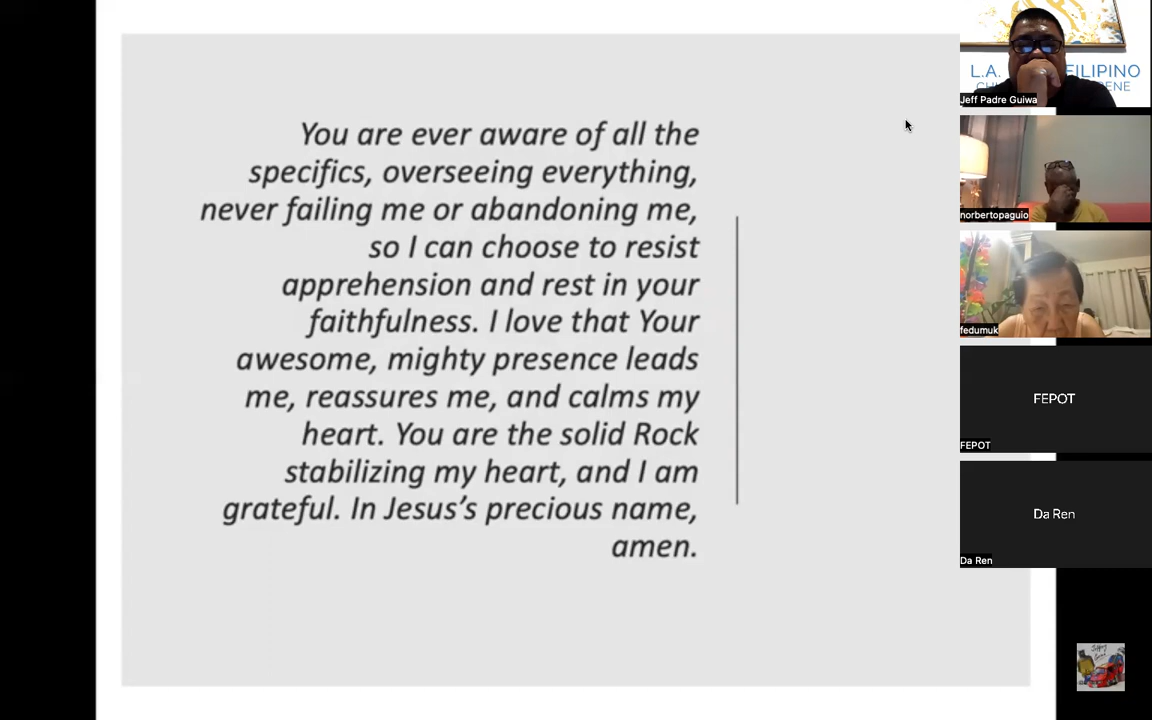 You are ever aware of all the
specifics, overseeing everything,
never failing me or abandoning me,
so I can choose to resist
apprehension and rest in your
faithfulness. I love that Your
awesome, mighty presence leads
me, reassures me, and calms my
heart. You are the solid Rock
stabilizing my heart, and I am
grateful. In Jesus’s precious name,
amen.
L.A. FILIPINO
Jeff Padre Guiwa
norbertopaguio
fedumuk
FEPOT
FEPOT
Da Ren
Da Ren